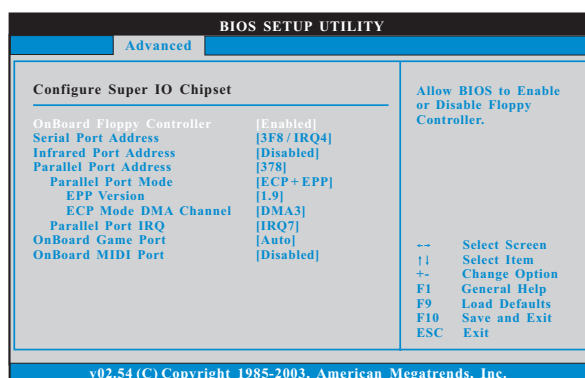 BIOS SETUP UTILITY
Advanced
Configure Super IO Chipset
OnBoard Floppy Controller [Enabled]
Serial Port Address [3F8 / IRQ4]
Infrared Port Address [Disabled]
Parallel Port Address [378]
Parallel Port Mode [ECP + EPP]
EPP Version [1.9]
ECP Mode DMA Channel [DMA3]
Parallel Port IRQ [IRQ7]
OnBoard Game Port [Auto]
OnBoard MIDI Port [Disabled]
Allow BIOS to Enable
or Disable Floppy
Controller.
←→ Select Screen
↑↓ Select Item
+- Change Option
F1 General Help
F9 Load Defaults
F10 Save and Exit
ESC Exit
v02.54 (C) Copyright 1985-2003, American Megatrends, Inc.